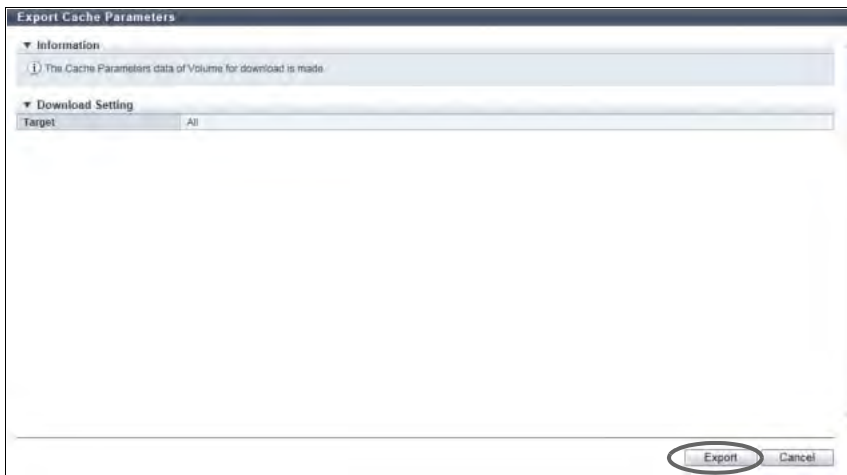 Export Cache Parameters
▼ Information
The Cache Parameters data of Volume for download is made.
▼ Download Setting
Target All
Export Cancel